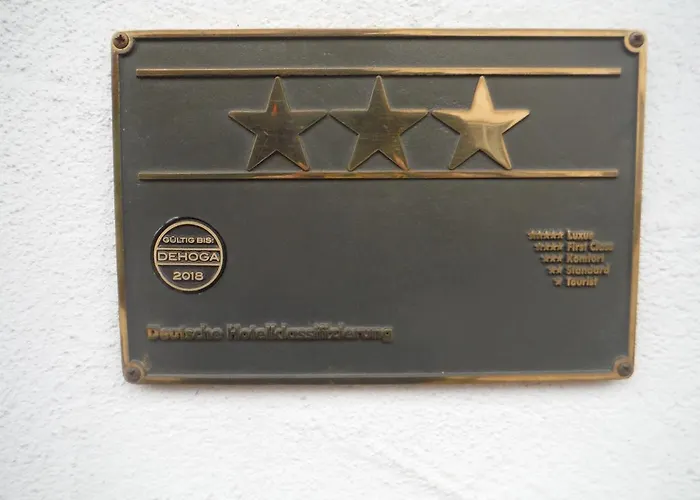 GÜLTIG BIS:
DEHOGA
2018
★★★★★ Luxus
★★★★ First Class
★★★ Komfort
★★ Standard
★ Tourist
Deutsche Hotelklassifizierung